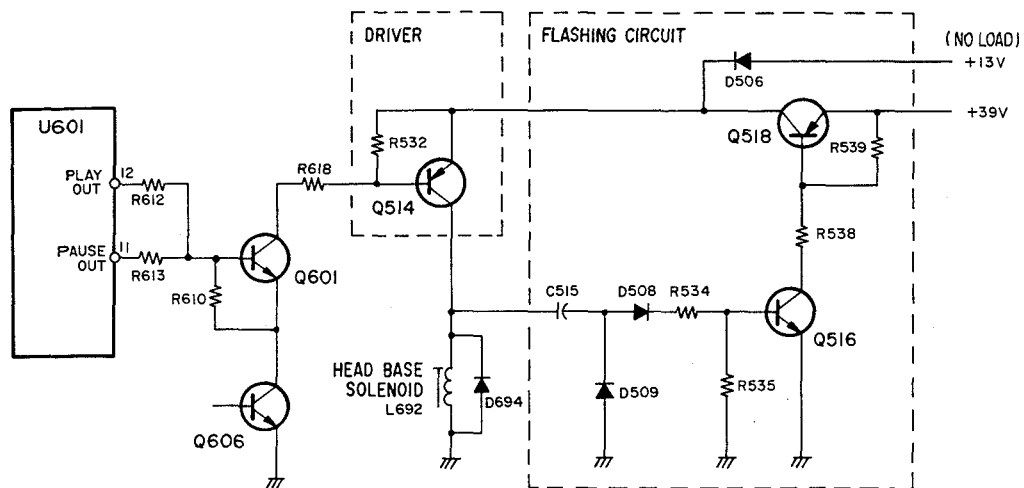 DRIVER
FLASHING CIRCUIT
(NO LOAD)
+13V
D506
+39V
U601
Q518
R539
R532
R618
PLAY
OUT
12
R612
Q514
R538
PAUSE
OUT
11
R613
Q601
R610
C515
D508
R534
Q516
HEAD BASE
SOLENOID
L692
D694
D509
R535
Q606